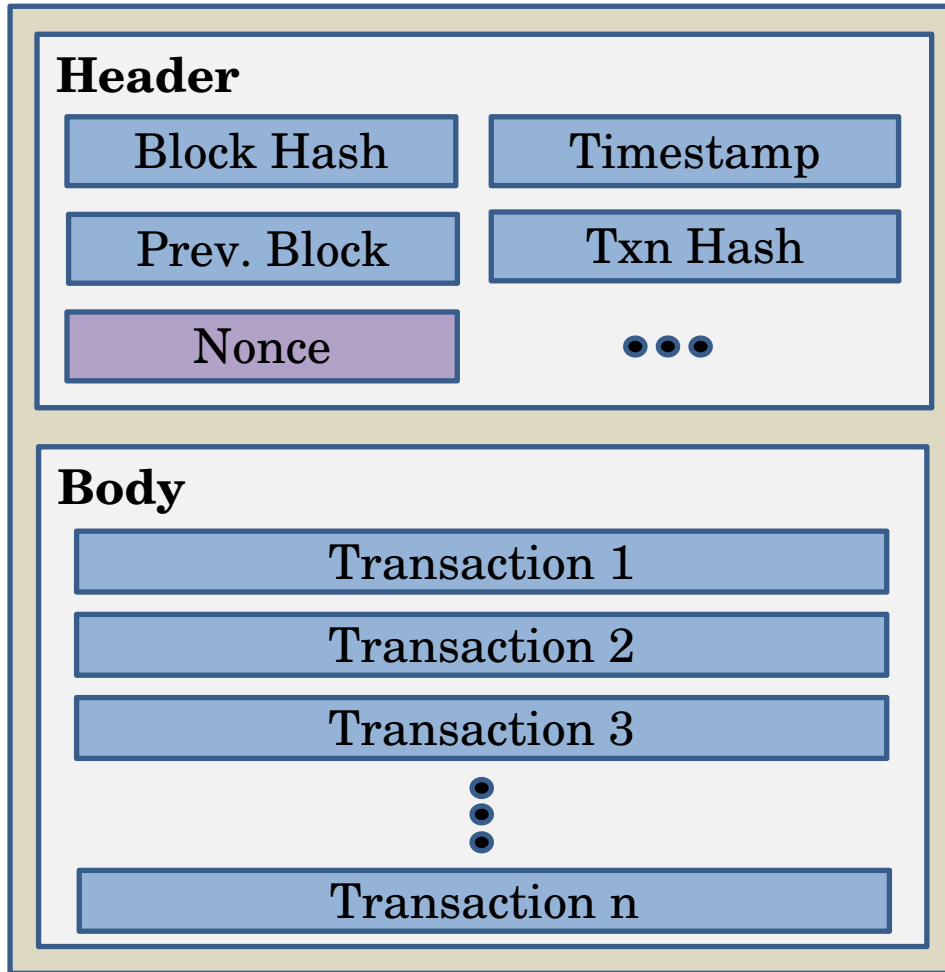 Header
Block Hash
Timestamp
Prev. Block
Txn Hash
Nonce
Body
Transaction 1
Transaction 2
Transaction 3
Transaction n